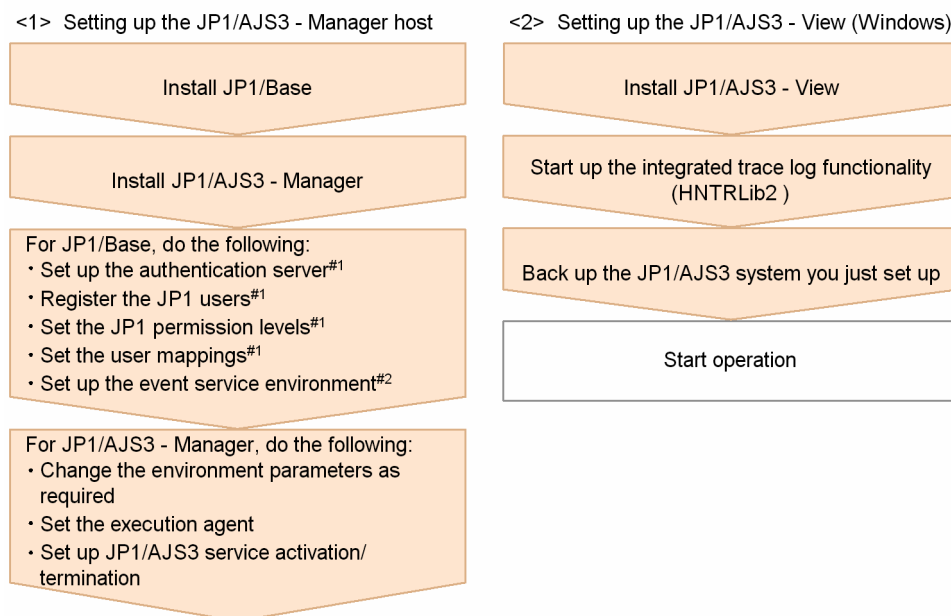 <1> Setting up the JP1/AJS3 - Manager host
Install JP1/Base
Install JP1/AJS3 - Manager
For JP1/Base, do the following:
・Set up the authentication server#1
・Register the JP1 users#1
・Set the JP1 permission levels#1
・Set the user mappings#1
・Set up the event service environment#2
For JP1/AJS3 - Manager, do the following:
・Change the environment parameters as
required
・Set the execution agent
・Set up JP1/AJS3 service activation/
termination
<2> Setting up the JP1/AJS3 - View (Windows)
Install JP1/AJS3 - View
Start up the integrated trace log functionality
(HNTRLib2 )
Back up the JP1/AJS3 system you just set up
Start operation